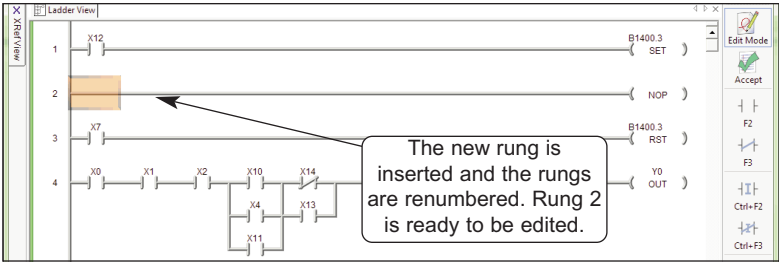 X
XRef View
Ladder View
1
X12
B1400.3
SET
2
NOP
3
X7
B1400.3
RST
4
X0
X1
X2
X10
X14
Y0
OUT
X4
X13
X11
The new rung is
inserted and the rungs
are renumbered. Rung 2
is ready to be edited.
Edit Mode
Accept
F2
F3
Ctrl+F2
Ctrl+F3